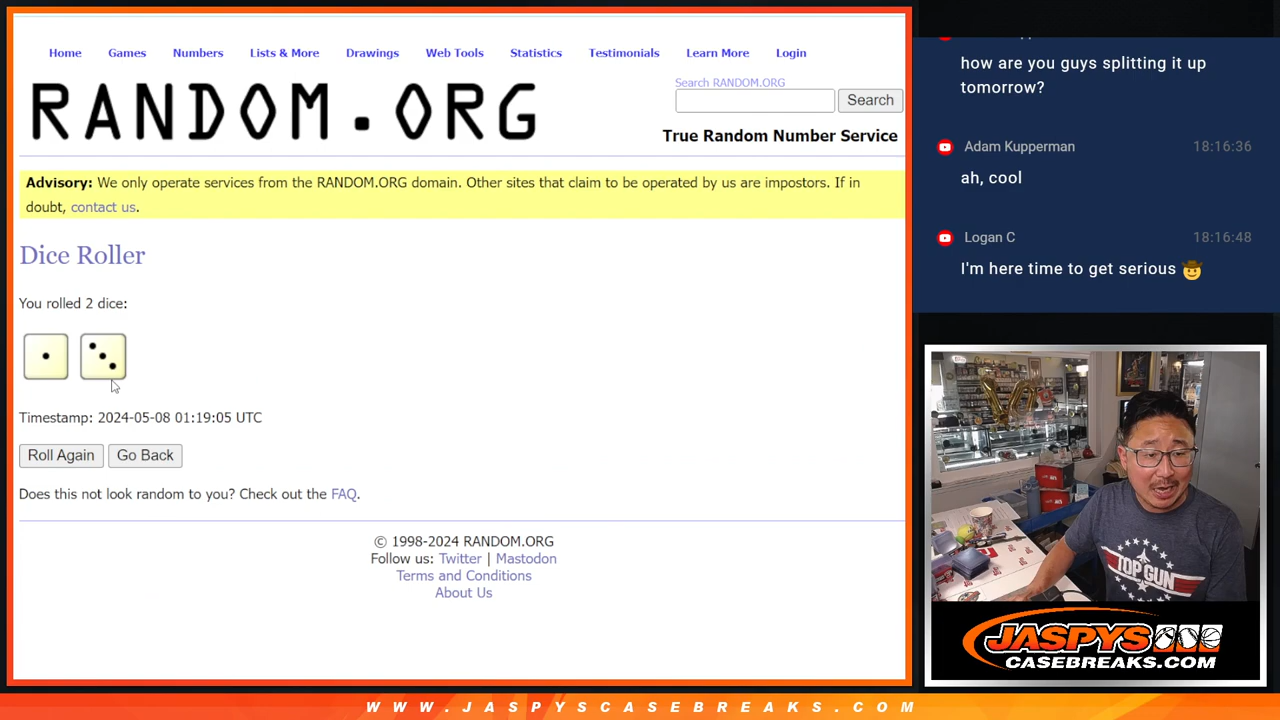 Home Games Numbers Lists & More Drawings Web Tools Statistics Testimonials Learn More Login
RANDOM.ORG
Search RANDOM.ORG
Search
True Random Number Service
Advisory: We only operate services from the RANDOM.ORG domain. Other sites that claim to be operated by us are impostors. If in
doubt, contact us.
Dice Roller
You rolled 2 dice:
Timestamp: 2024-05-08 01:19:05 UTC
Roll Again Go Back
Does this not look random to you? Check out the FAQ.
© 1998-2024 RANDOM.ORG
Follow us: Twitter | Mastodon
Terms and Conditions
About Us
how are you guys splitting it up
tomorrow?
Adam Kupperman 18:16:36
ah, cool
Logan C 18:16:48
I'm here time to get serious 🤠
TOP GUN
JASPYS
CASEBREAKS.COM
WWW.JASPYSCASEBREAKS.COM